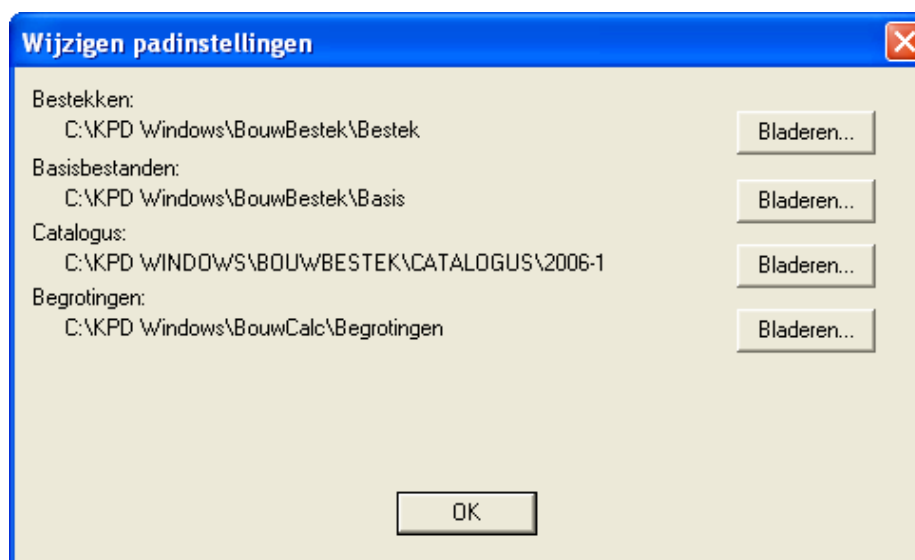 Wijzigen padinstellingen
Bestekken:
C:\KPD Windows\BouwBestek\Bestek
Bladeren...
Basisbestanden:
C:\KPD Windows\BouwBestek\Basis
Bladeren...
Catalogus:
C:\KPD WINDOWS\BOUWBESTEK\CATALOGUS\2006-1
Bladeren...
Begrotingen:
C:\KPD Windows\BouwCalc\Begrotingen
Bladeren...
OK